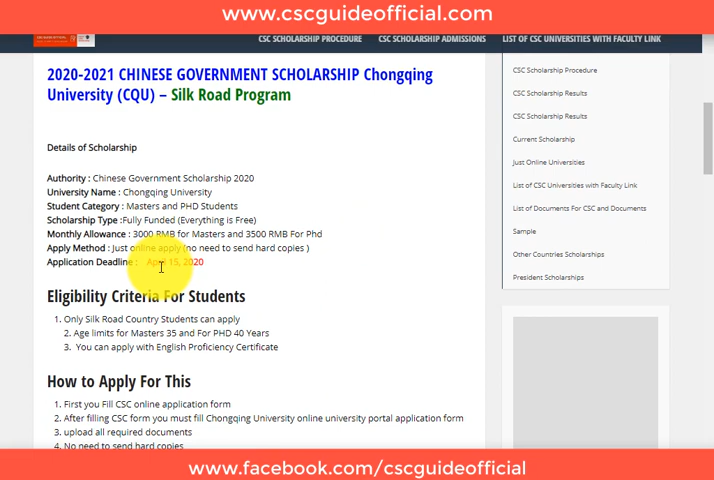 www.cscguideofficial.com
CSC SCHOLARSHIP PROCEDURE CSC SCHOLARSHIP ADMISSIONS LIST OF CSC UNIVERSITIES WITH FACULTY LINK
2020-2021 CHINESE GOVERNMENT SCHOLARSHIP Chongqing
University (CQU) – Silk Road Program
Details of Scholarship
Authority : Chinese Government Scholarship 2020
University Name : Chongqing University
Student Category : Masters and PHD Students
Scholarship Type :Fully Funded (Everything is Free)
Monthly Allowance : 3000 RMB for Masters and 3500 RMB For Phd
Apply Method : Just online apply (no need to send hard copies )
Application Deadline : April 15, 2020
Eligibility Criteria For Students
1. Only Silk Road Country Students can apply
2. Age limits for Masters 35 and For PHD 40 Years
3. You can apply with English Proficiency Certificate
How to Apply For This
1. First you Fill CSC online application form
2. After filling CSC form you must fill Chongqing University online university portal application form
3. upload all required documents
4. No need to send hard copies
CSC Scholarship Procedure
CSC Scholarship Results
CSC Scholarship Results
Current Scholarship
Just Online Universities
List of CSC Universities with Faculty Link
List of Documents For CSC and Documents
Sample
Other Countries Scholarships
President Scholarships
www.facebook.com/cscguideofficial